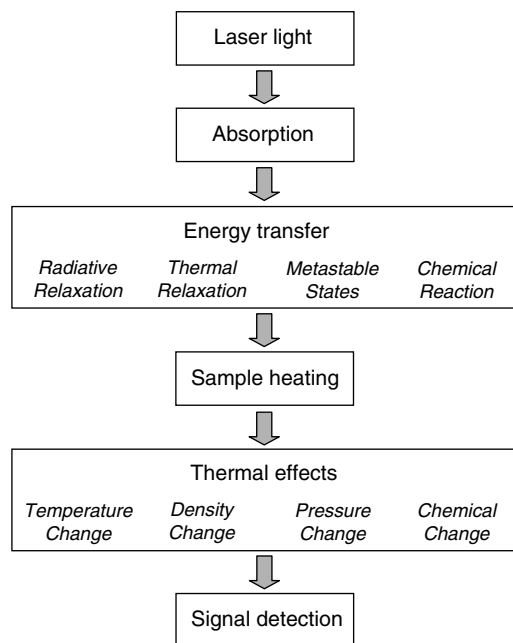 Laser light
Absorption
Energy transfer
Radiative Thermal Metastable Chemical
Relaxation Relaxation States Reaction
Sample heating
Thermal effects
Temperature Density Pressure Chemical
Change Change Change Change
Signal detection